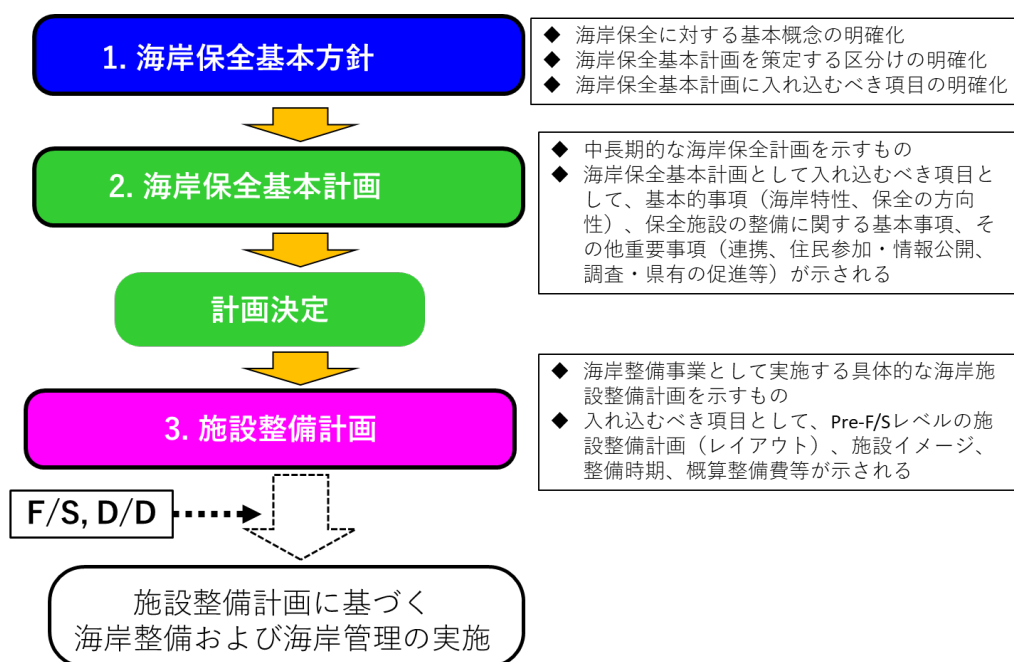 1. 海岸保全基本方針
◆ 海岸保全に対する基本概念の明確化
◆ 海岸保全基本計画を策定する区分けの明確化
◆ 海岸保全基本計画に入れ込むべき項目の明確化
2. 海岸保全基本計画
◆ 中長期的な海岸保全計画を示すもの
◆ 海岸保全基本計画として入れ込むべき項目と
して、基本的事項（海岸特性、保全の方向
性）、保全施設の整備に関する基本事項、そ
の他重要事項（連携、住民参加・情報公開、
調査・県有の促進等）が示される
計画決定
3. 施設整備計画
◆ 海岸整備事業として実施する具体的な海岸施
設整備計画を示すもの
◆ 入れ込むべき項目として、Pre-F/Sレベルの施
設整備計画（レイアウト）、施設イメージ、
整備時期、概算整備費等が示される
F/S, D/D
施設整備計画に基づく
海岸整備および海岸管理の実施